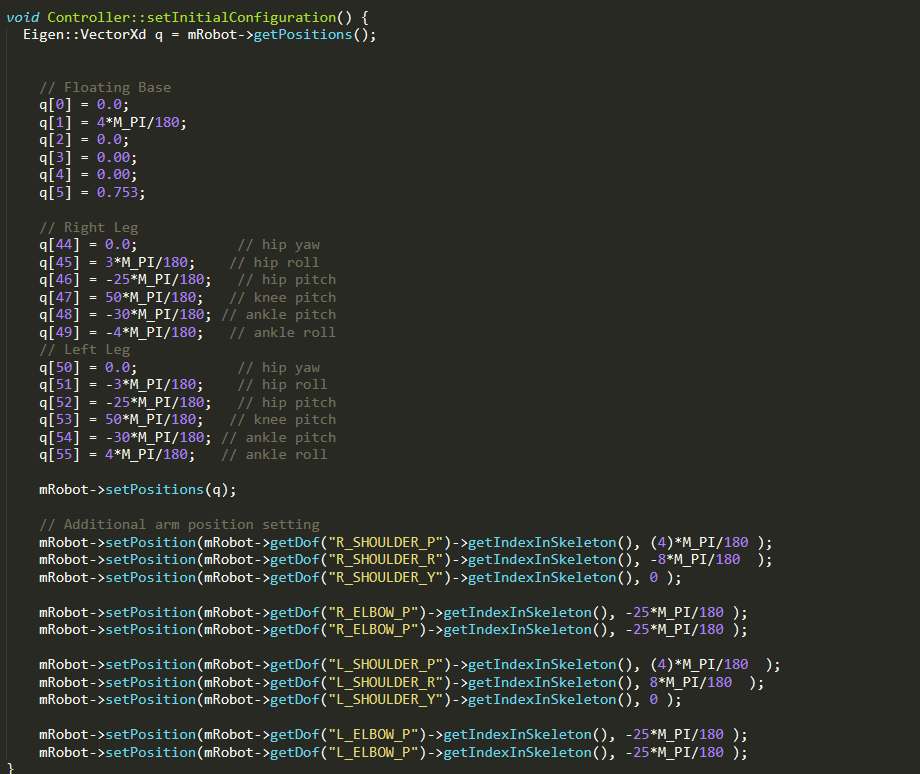 void Controller::setInitialConfiguration() {
  Eigen::VectorXd q = mRobot->getPositions();


    // Floating Base
    q[0] = 0.0;
    q[1] = 4*M_PI/180;
    q[2] = 0.0;
    q[3] = 0.00;
    q[4] = 0.00;
    q[5] = 0.753;

    // Right Leg
    q[44] = 0.0;            // hip yaw
    q[45] = 3*M_PI/180;    // hip roll
    q[46] = -25*M_PI/180;   // hip pitch
    q[47] = 50*M_PI/180;   // knee pitch
    q[48] = -30*M_PI/180; // ankle pitch
    q[49] = -4*M_PI/180;   // ankle roll
    // Left Leg
    q[50] = 0.0;            // hip yaw
    q[51] = -3*M_PI/180;    // hip roll
    q[52] = -25*M_PI/180;   // hip pitch
    q[53] = 50*M_PI/180;   // knee pitch
    q[54] = -30*M_PI/180; // ankle pitch
    q[55] = 4*M_PI/180;   // ankle roll

    mRobot->setPositions(q);

    // Additional arm position setting
    mRobot->setPosition(mRobot->getDof("R_SHOULDER_P")->getIndexInSkeleton(), (4)*M_PI/180 );
    mRobot->setPosition(mRobot->getDof("R_SHOULDER_R")->getIndexInSkeleton(), -8*M_PI/180  );
    mRobot->setPosition(mRobot->getDof("R_SHOULDER_Y")->getIndexInSkeleton(), 0 );

    mRobot->setPosition(mRobot->getDof("R_ELBOW_P")->getIndexInSkeleton(), -25*M_PI/180 );
    mRobot->setPosition(mRobot->getDof("R_ELBOW_P")->getIndexInSkeleton(), -25*M_PI/180 );

    mRobot->setPosition(mRobot->getDof("L_SHOULDER_P")->getIndexInSkeleton(), (4)*M_PI/180  );
    mRobot->setPosition(mRobot->getDof("L_SHOULDER_R")->getIndexInSkeleton(), 8*M_PI/180  );
    mRobot->setPosition(mRobot->getDof("L_SHOULDER_Y")->getIndexInSkeleton(), 0 );

    mRobot->setPosition(mRobot->getDof("L_ELBOW_P")->getIndexInSkeleton(), -25*M_PI/180 );
    mRobot->setPosition(mRobot->getDof("L_ELBOW_P")->getIndexInSkeleton(), -25*M_PI/180 );
}